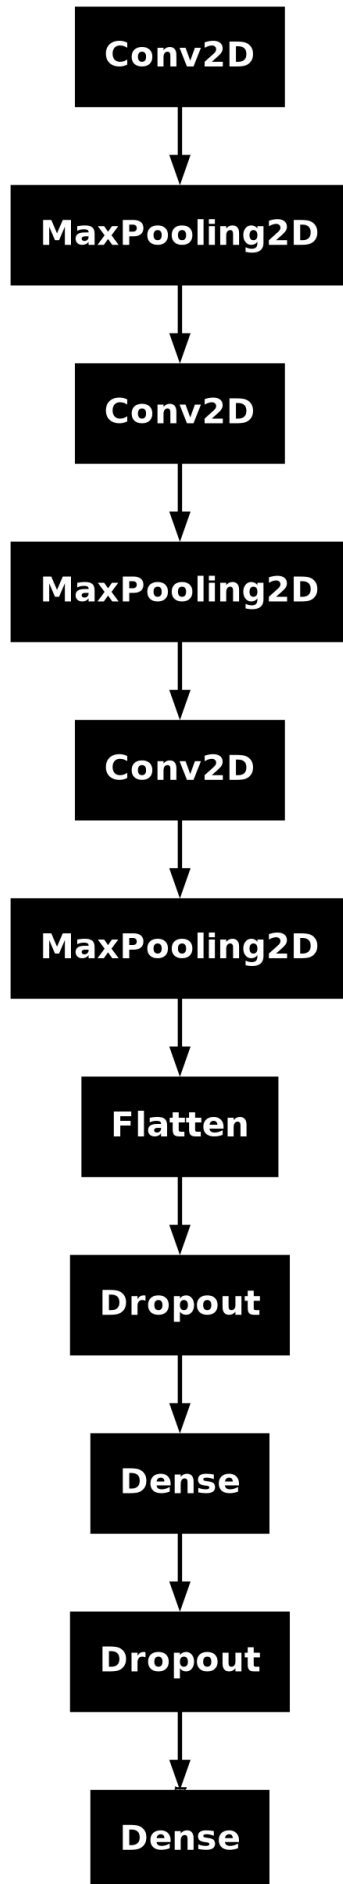 Conv2D
MaxPooling2D
Conv2D
MaxPooling2D
Conv2D
MaxPooling2D
Flatten
Dropout
Dense
Dropout
Dense